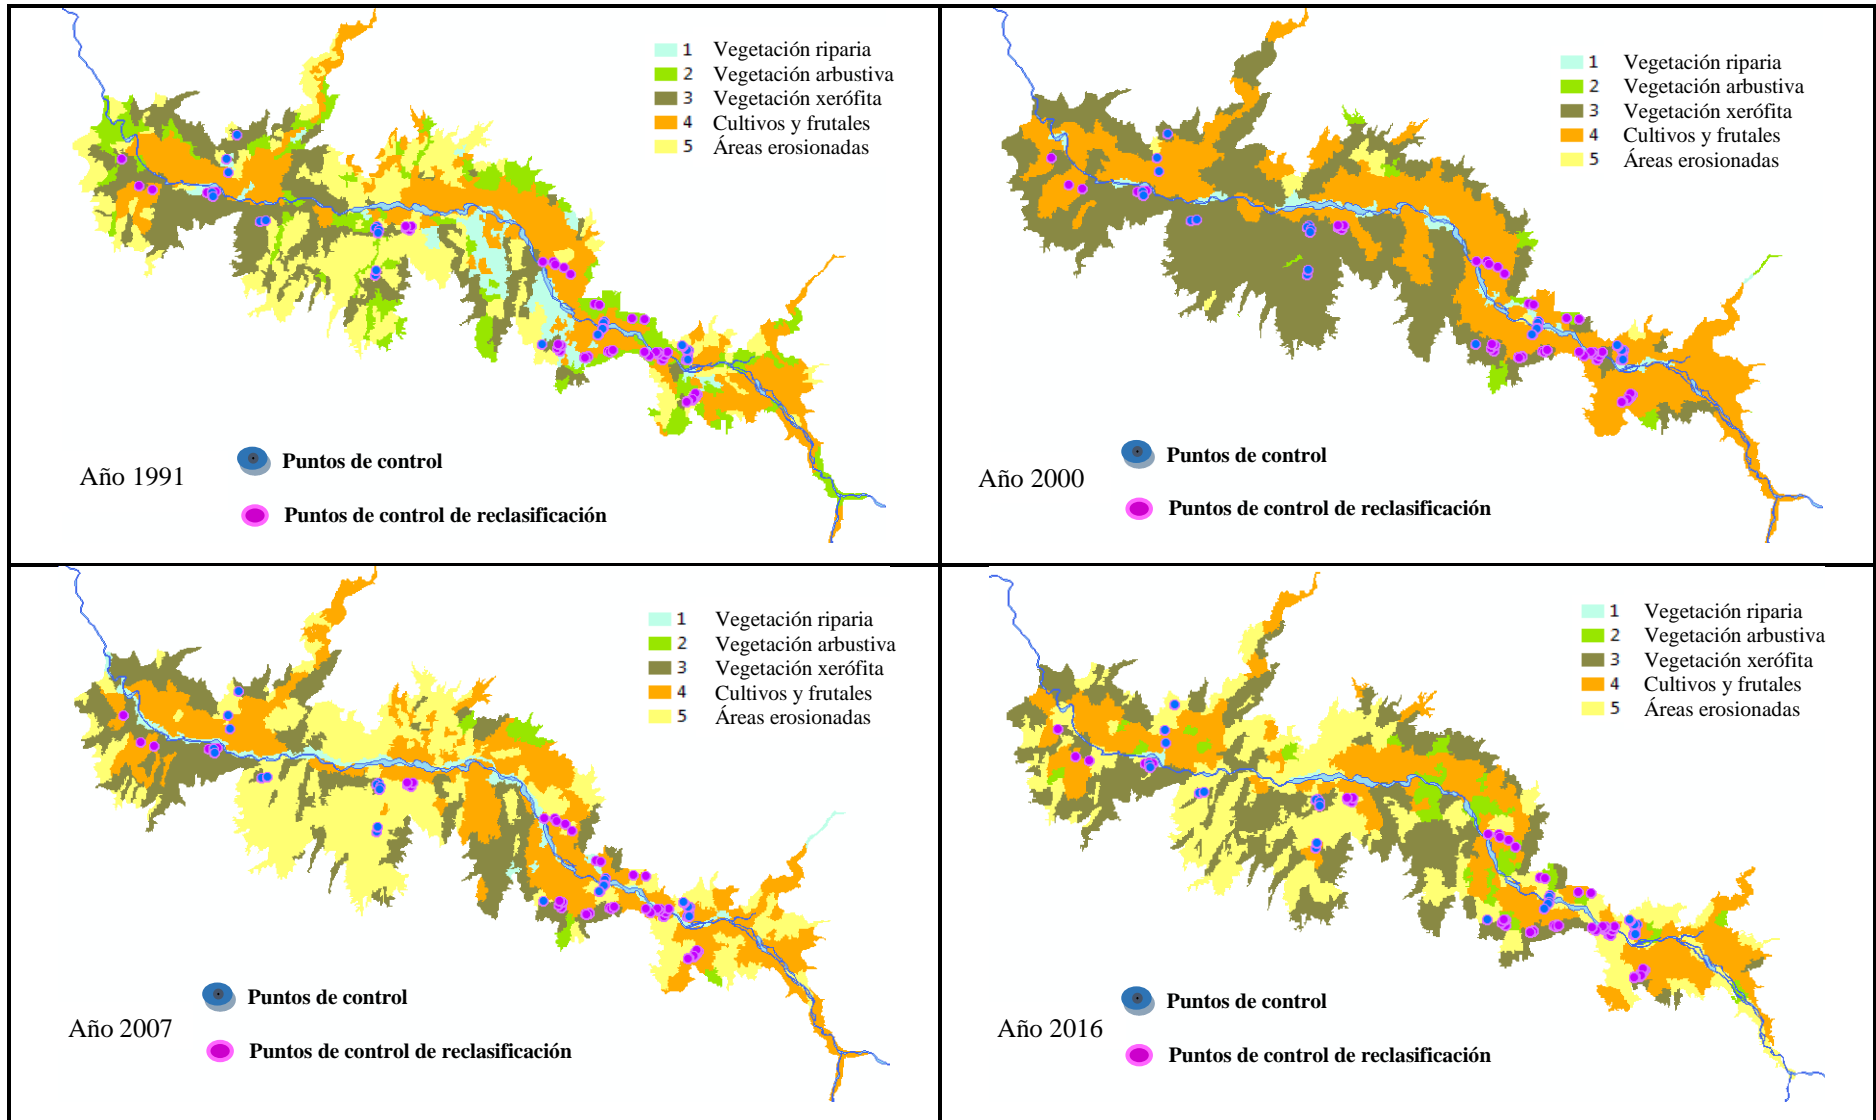 1 Vegetación riparia
2 Vegetación arbustiva
3 Vegetación xerófita
4 Cultivos y frutales
5 Áreas erosionadas
Puntos de control
Año 1991
Puntos de control de reclasificación
1 Vegetación riparia
2 Vegetación arbustiva
3 Vegetación xerófita
4 Cultivos y frutales
5 Áreas erosionadas
Puntos de control
Año 2000
Puntos de control de reclasificación
1 Vegetación riparia
2 Vegetación arbustiva
3 Vegetación xerófita
4 Cultivos y frutales
5 Áreas erosionadas
Puntos de control
Año 2007
Puntos de control de reclasificación
1 Vegetación riparia
2 Vegetación arbustiva
3 Vegetación xerófita
4 Cultivos y frutales
5 Áreas erosionadas
Puntos de control
Año 2016
Puntos de control de reclasificación